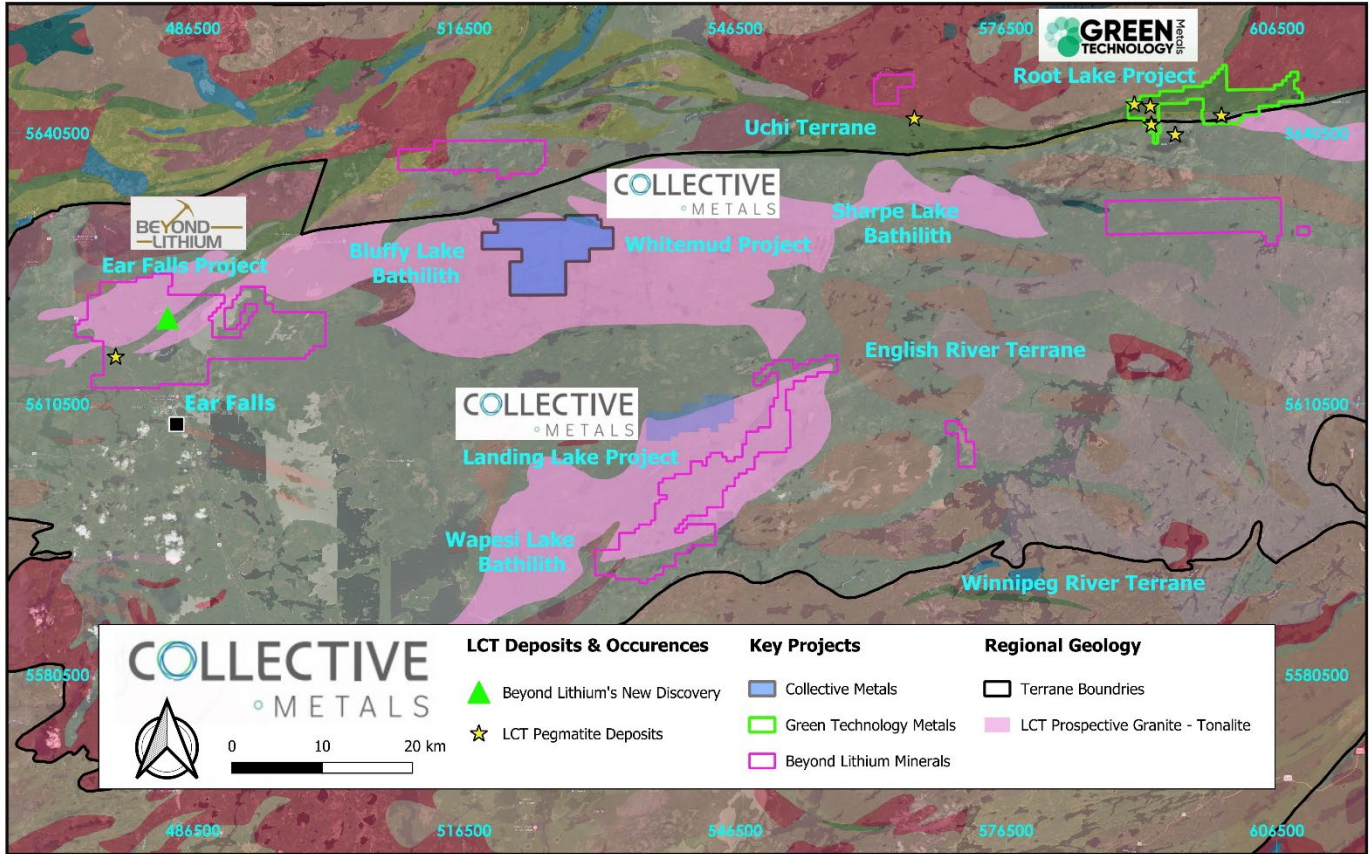 486500
516500
546500
576500
606500
GREEN
TECHNOLOGY
Metals
Root Lake Project
Uchi Terrane
5640500
5640500
COLLECTIVE
METALS
BEYOND
LITHIUM
Ear Falls Project
Bluffy Lake
Bathilith
Whitemud Project
Sharpe Lake
Bathilith
English River Terrane
5610500
5610500
Ear Falls
COLLECTIVE
METALS
Landing Lake Project
Wapesi Lake
Bathilith
Winnipeg River Terrane
COLLECTIVE
METALS
0 10 20 km
LCT Deposits & Occurences
Beyond Lithium's New Discovery
LCT Pegmatite Deposits
Key Projects
Collective Metals
Green Technology Metals
Beyond Lithium Minerals
Regional Geology
Terrane Boundries
LCT Prospective Granite - Tonalite
5580500
5580500
486500
516500
546500
576500
606500